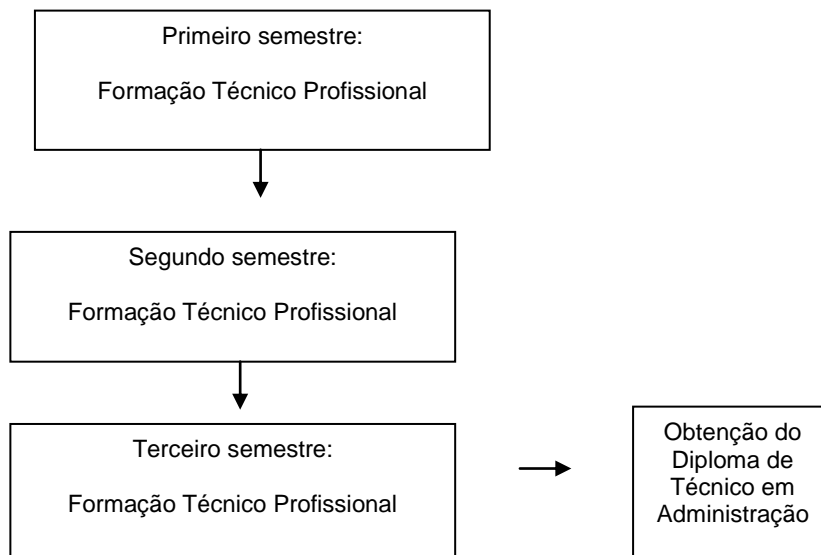 Primeiro semestre:
Formação Técnico Profissional
Segundo semestre:
Formação Técnico Profissional
Terceiro semestre:
Formação Técnico Profissional
Obtenção do
Diploma de
Técnico em
Administração